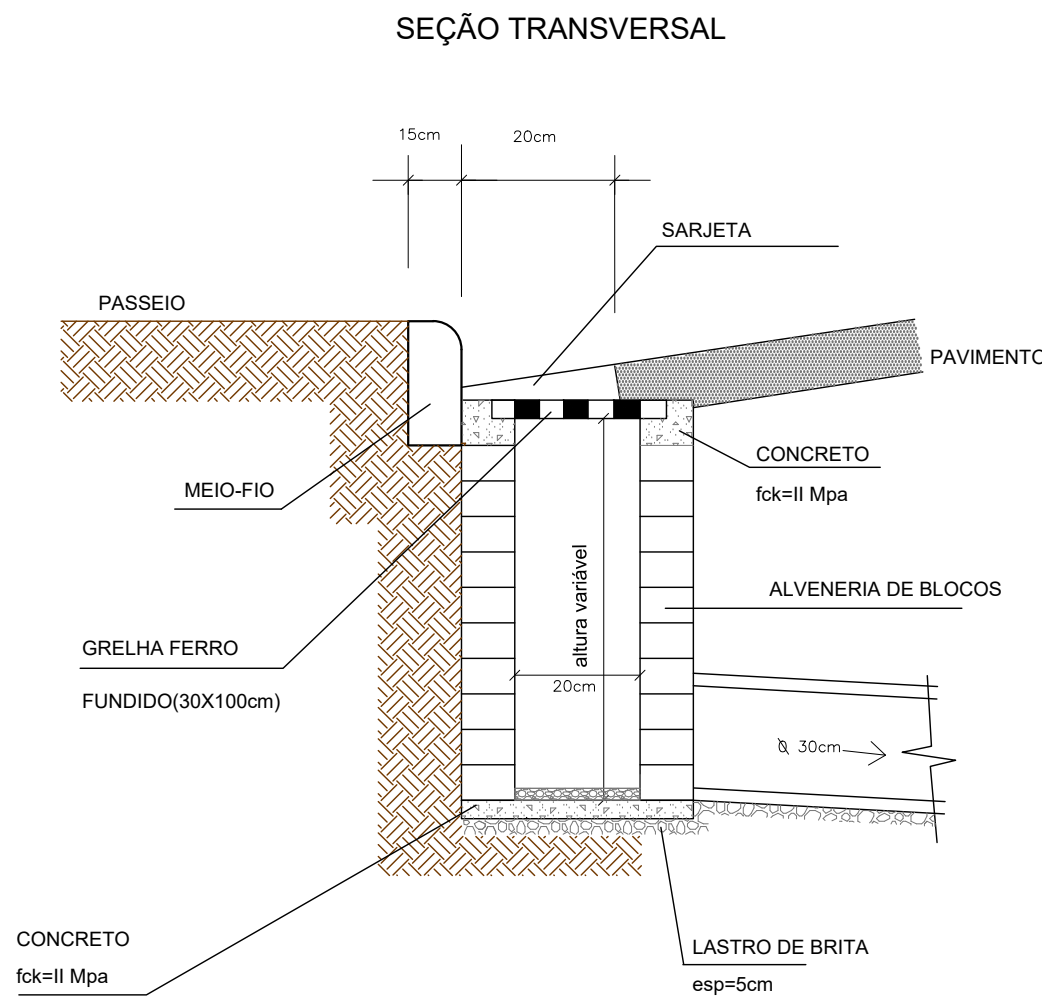 SEÇÃO TRANSVERSAL
15cm
20cm
SARJETA
PASSEIO
PAVIMENTO
CONCRETO
fck=II Mpa
MEIO-FIO
altura variável
ALVENERIA DE BLOCOS
GRELHA FERRO
FUNDIDO(30X100cm)
20cm
Ø 30cm
CONCRETO
fck=II Mpa
LASTRO DE BRITA
esp=5cm